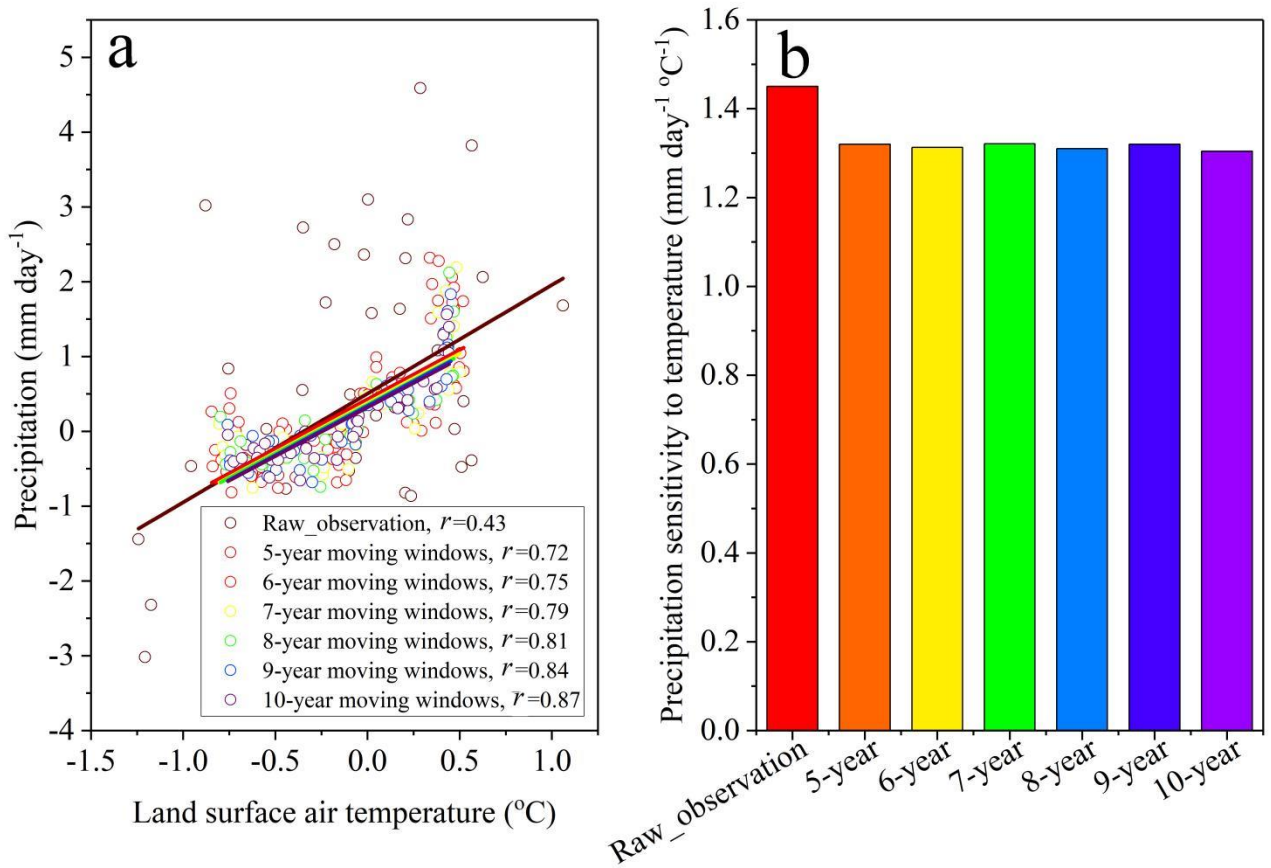 a
Precipitation (mm day⁻¹)
5
4
3
2
1
0
-1
-2
-3
-4
-1.5
-1.0
-0.5
0.0
0.5
1.0
Land surface air temperature (°C)
Raw_observation, r=0.43
5-year moving windows, r=0.72
6-year moving windows, r=0.75
7-year moving windows, r=0.79
8-year moving windows, r=0.81
9-year moving windows, r=0.84
10-year moving windows, r=0.87
b
Precipitation sensitivity to temperature (mm day⁻¹ °C⁻¹)
1.6
1.4
1.2
1.0
0.8
0.6
0.4
0.2
0.0
Raw_observation
5-year
6-year
7-year
8-year
9-year
10-year